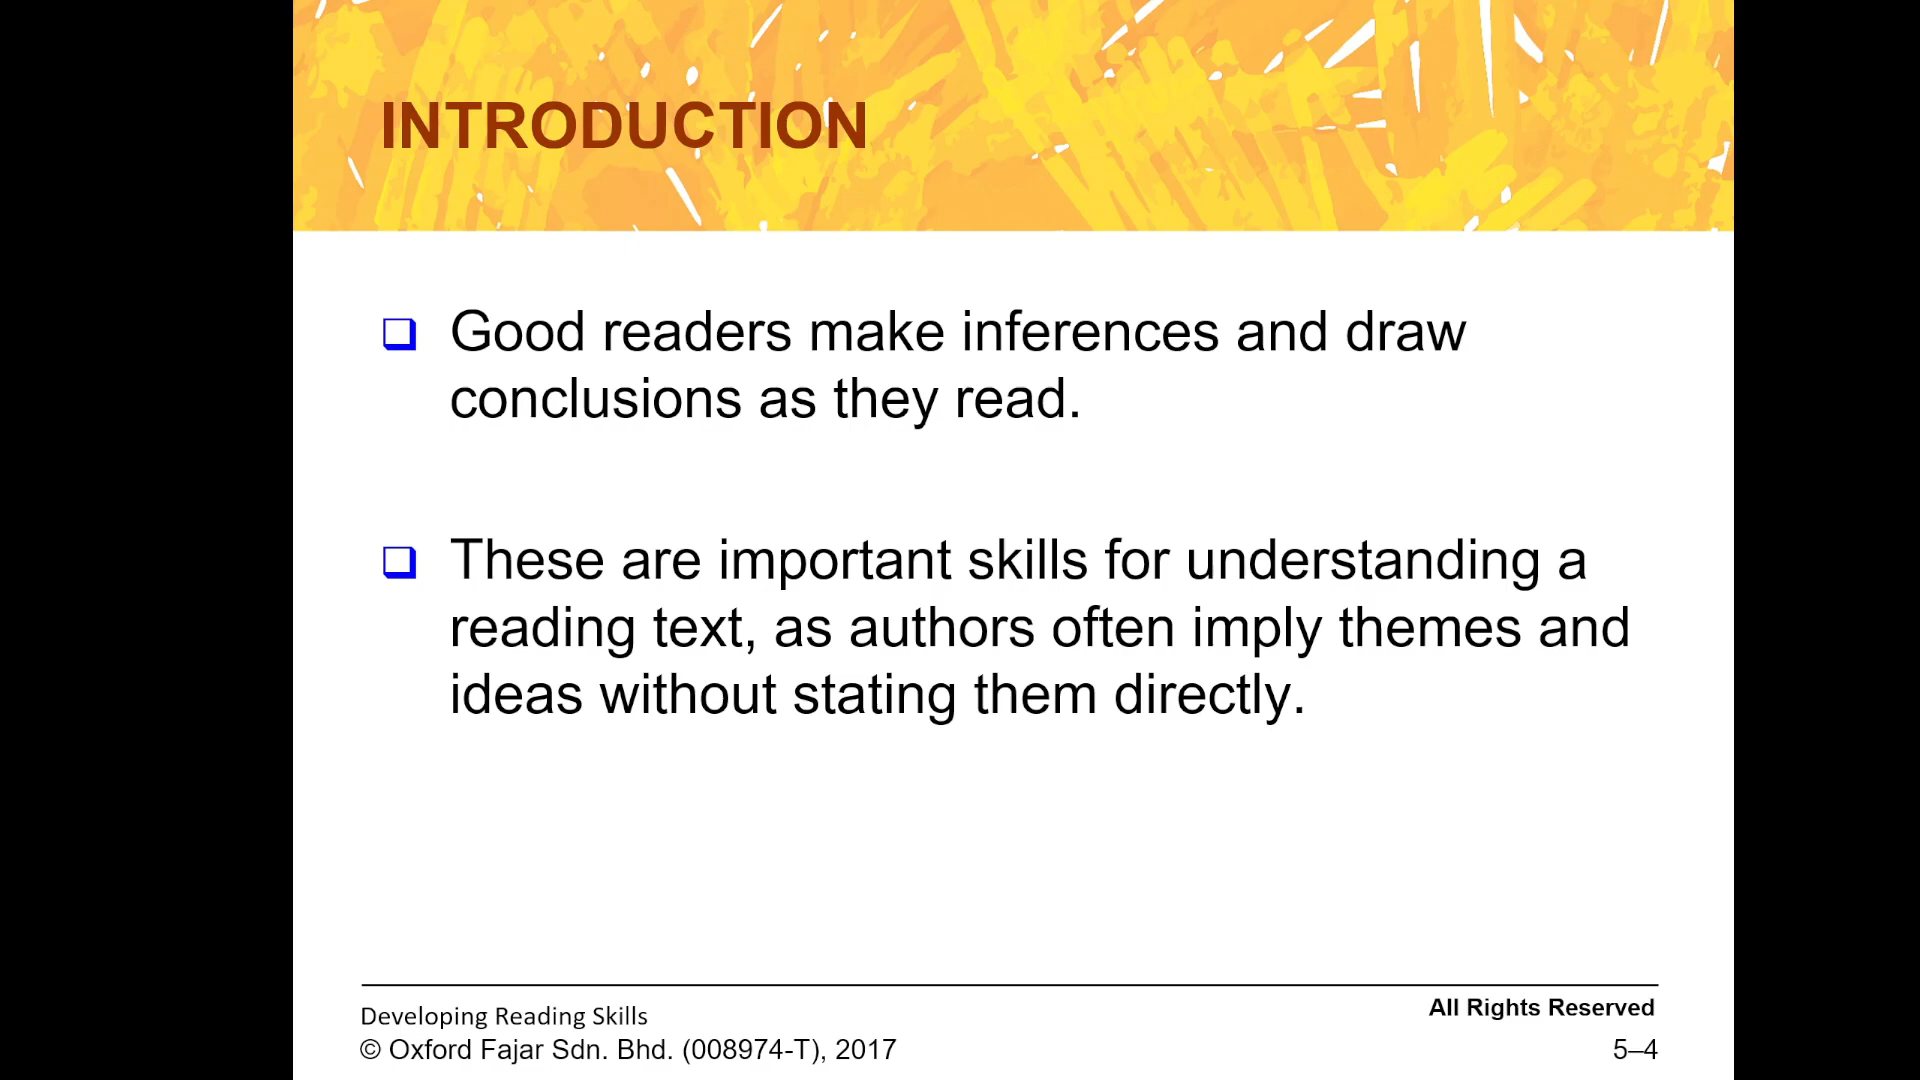 INTRODUCTION
❑ Good readers make inferences and draw
conclusions as they read.
❑ These are important skills for understanding a
reading text, as authors often imply themes and
ideas without stating them directly.
Developing Reading Skills
All Rights Reserved
© Oxford Fajar Sdn. Bhd. (008974-T), 2017
5–4